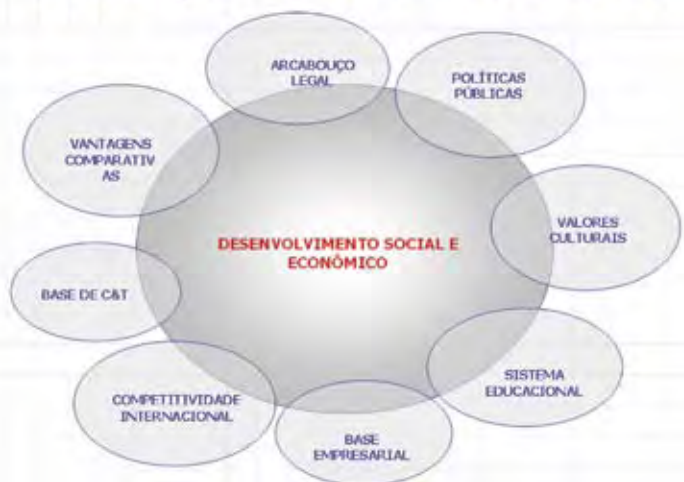 ARCABOUÇO
LEGAL
POLÍTICAS
PÚBLICAS
VANTAGENS
COMPARATIV
AS
VALORES
CULTURAIS
DESENVOLVIMENTO SOCIAL E
ECONÔMICO
BASE DE C&T
SISTEMA
EDUCACIONAL
COMPETITIVIDADE
INTERNACIONAL
BASE
EMPRESARIAL